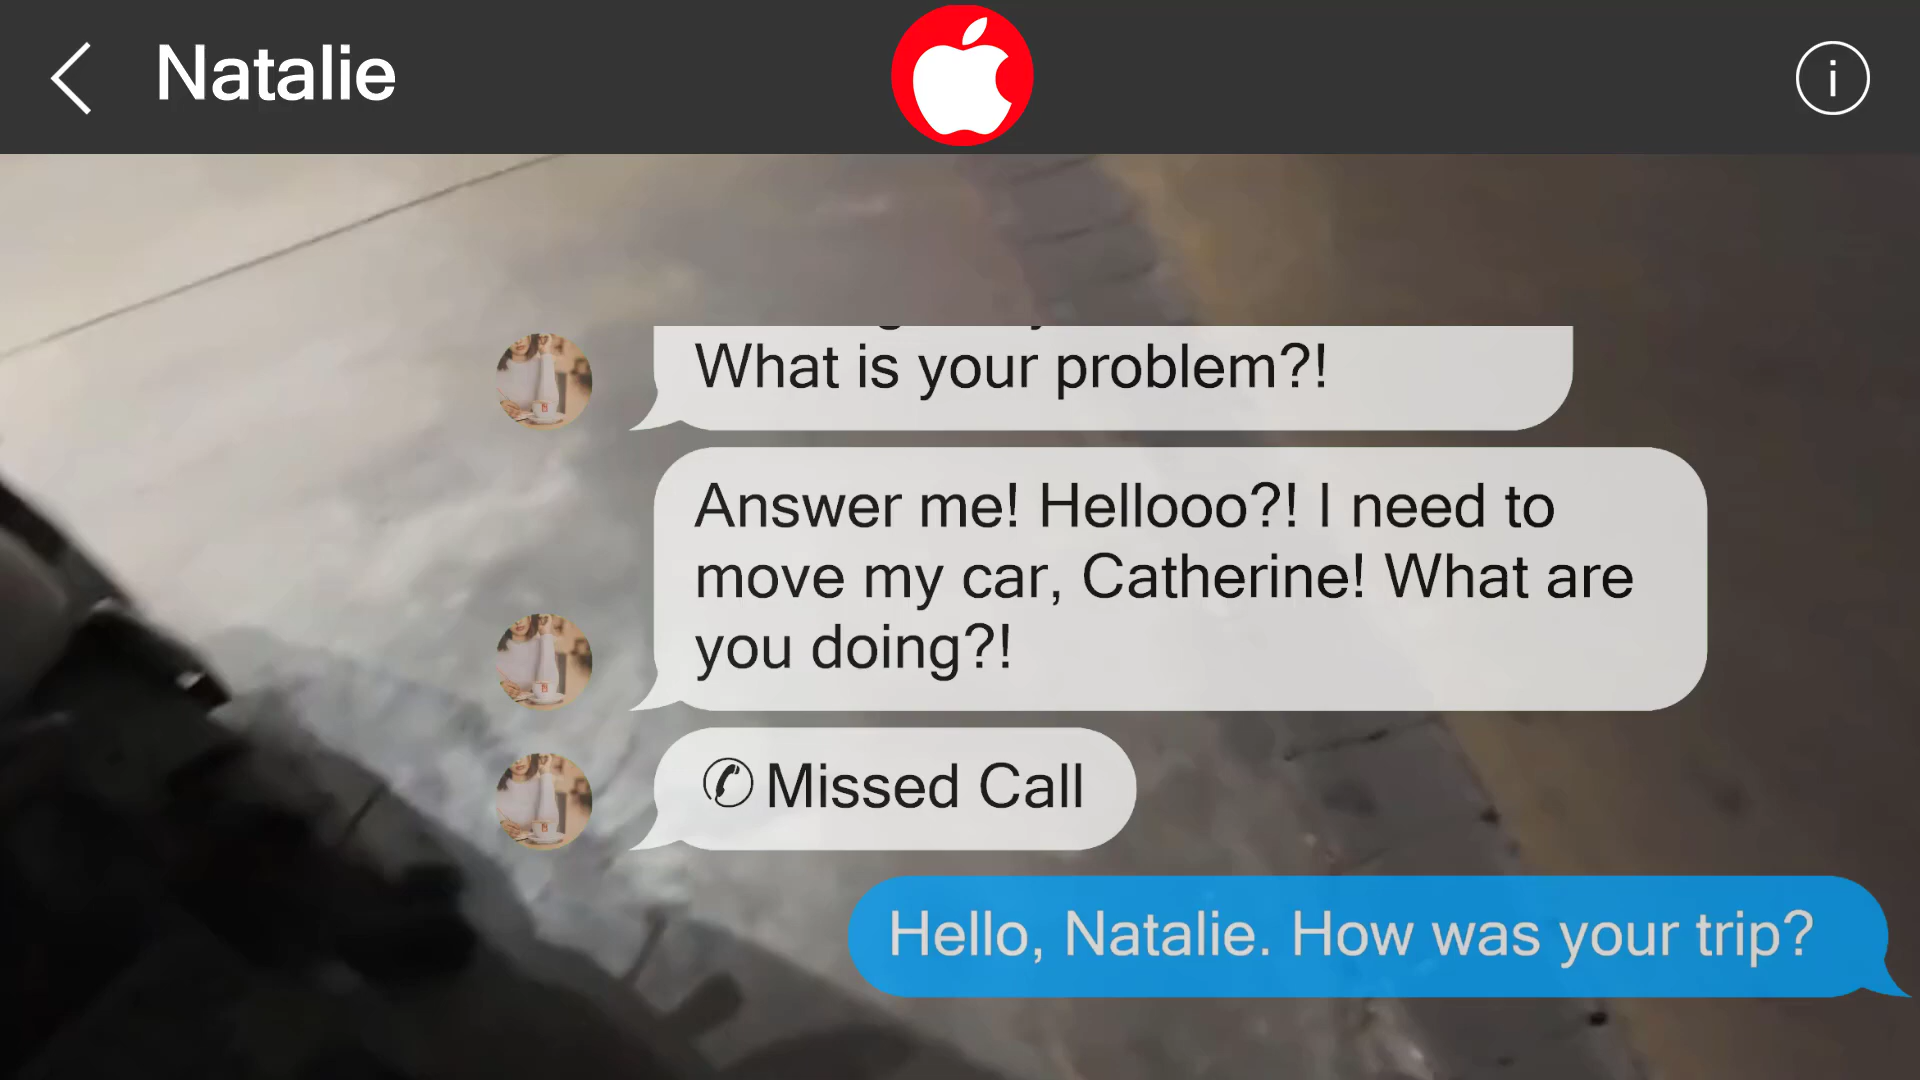 Natalie
What is your problem?!
Answer me! Hellooo?! I need to
move my car, Catherine! What are
you doing?!
✆ Missed Call
Hello, Natalie. How was your trip?